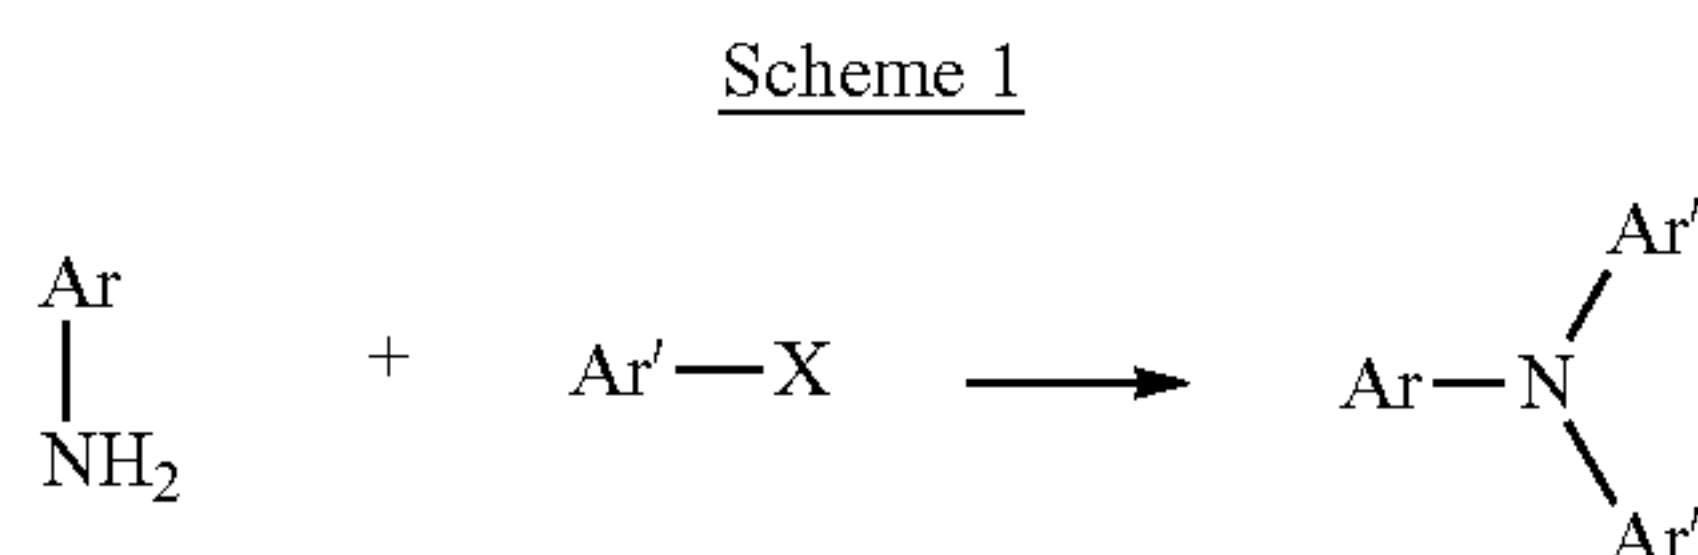 Scheme 1
Ar
NH2
+
Ar′—X
Ar—N
Ar′
Ar′